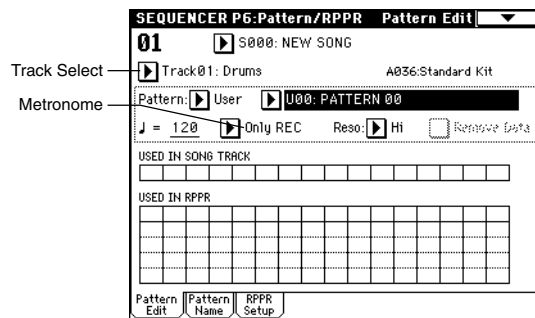 SEQUENCER P6:Pattern/RPPR Pattern Edit
01 S000: NEW SONG
Track Select
Track01: Drums A036:Standard Kit
Metronome
Pattern: User U00: PATTERN 00
♩ = 120 Only REC Reso: Hi Remove Data
USED IN SONG TRACK
USED IN RPPR
Pattern Edit
Pattern Name
RPPR Setup